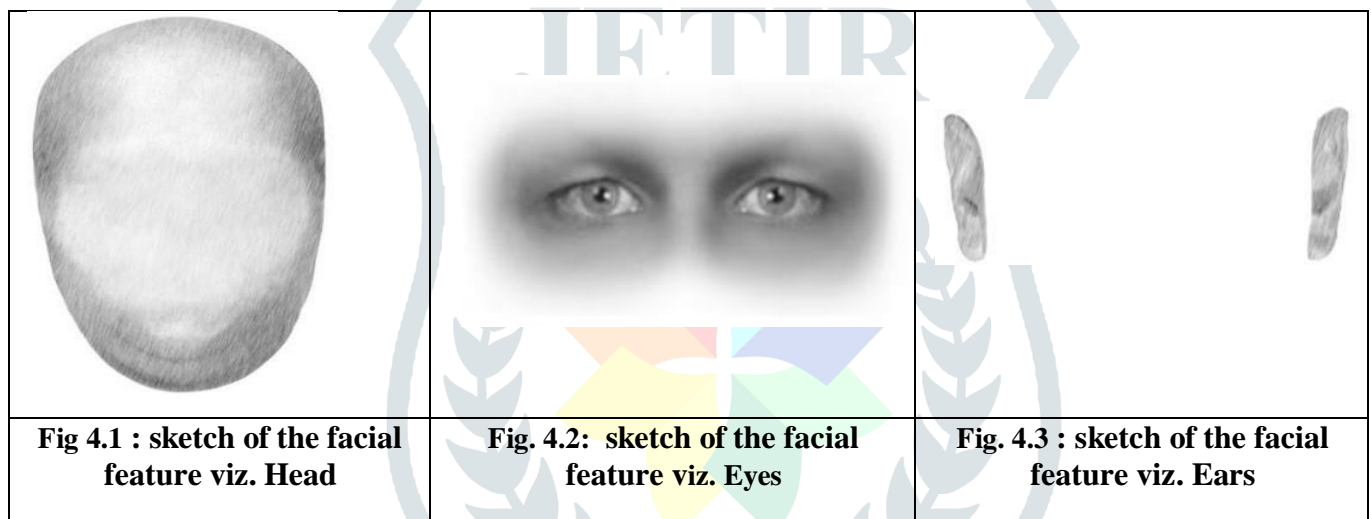 JETIR
Fig 4.1 : sketch of the facial
feature viz. Head
Fig. 4.2:  sketch of the facial
feature viz. Eyes
Fig. 4.3 : sketch of the facial
feature viz. Ears